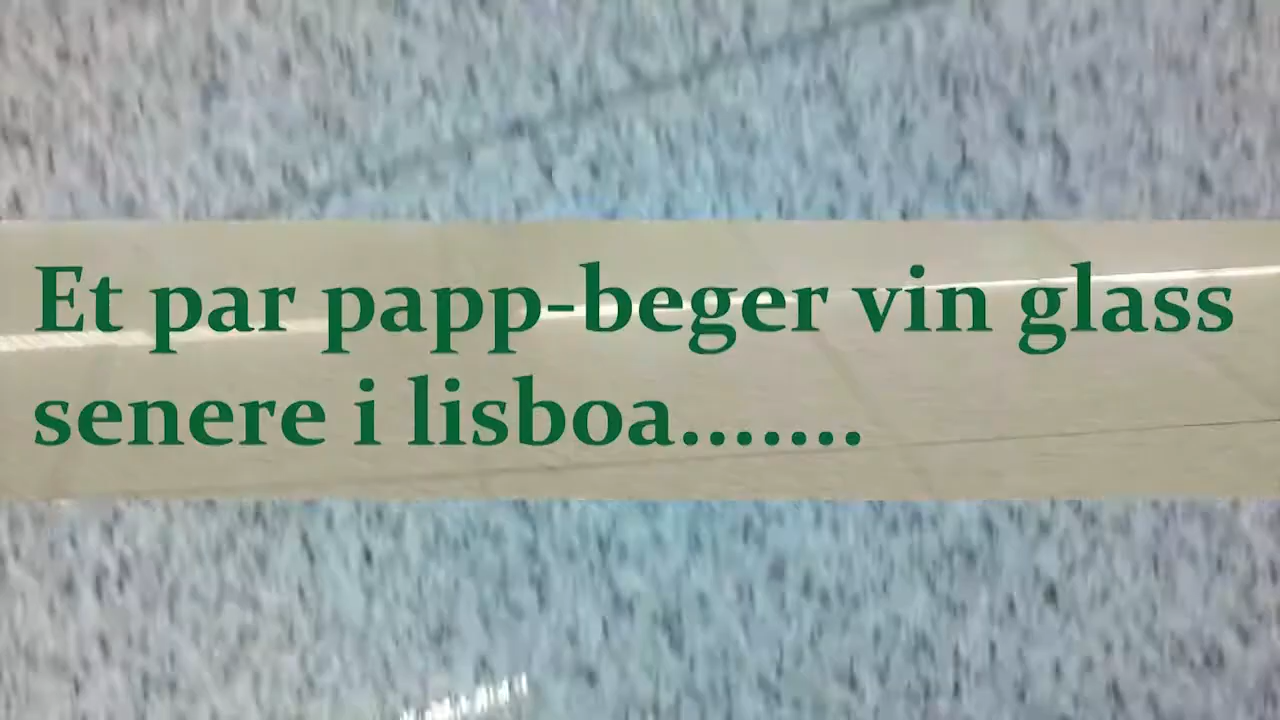 Et par papp-beger vin glass
senere i lisboa.......